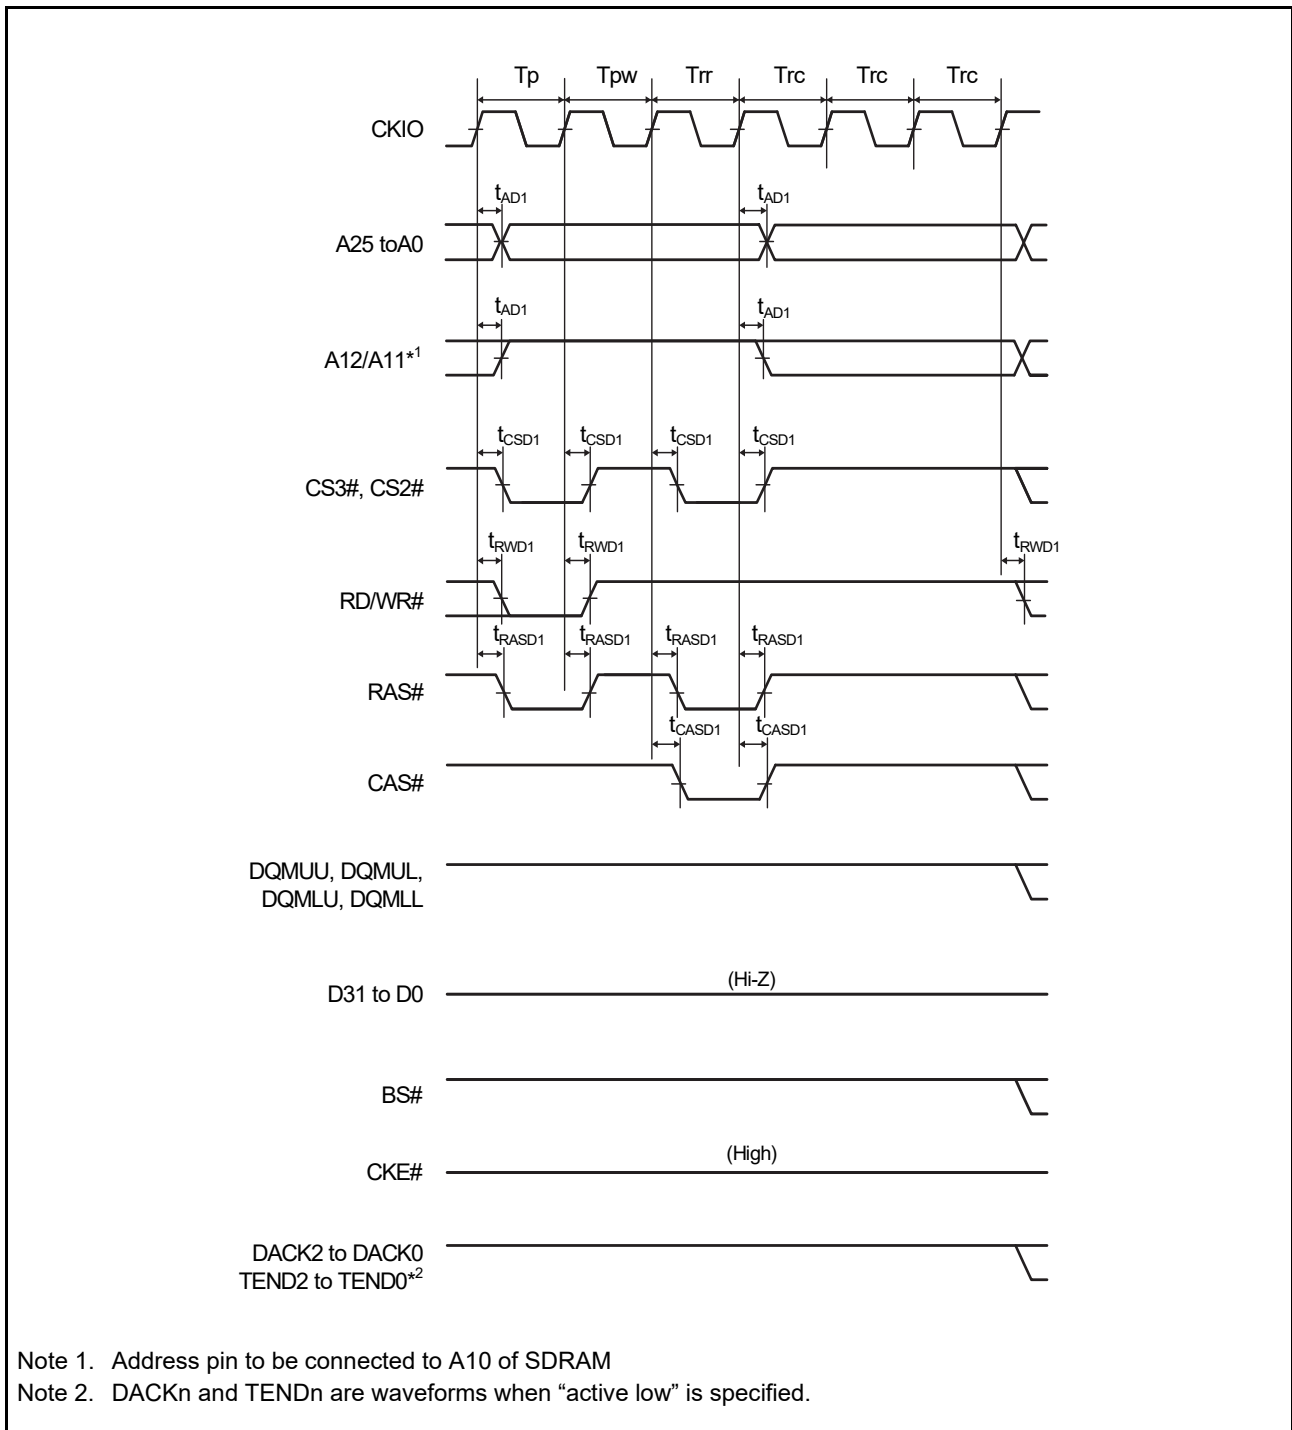 Tp Tpw Trr Trc Trc Trc
CKIO
tAD1 tAD1
A25 toA0
tAD1 tAD1
A12/A11*1
tCSD1 tCSD1 tCSD1 tCSD1
CS3#, CS2#
tRWD1 tRWD1 tRWD1
RD/WR#
tRASD1 tRASD1 tRASD1 tRASD1
RAS#
tCASD1 tCASD1
CAS#
DQMUU, DQMUL,
DQMLU, DQMLL
(Hi-Z)
D31 to D0
BS#
(High)
CKE#
DACK2 to DACK0
TEND2 to TEND0*2
Note 1. Address pin to be connected to A10 of SDRAM
Note 2. DACKn and TENDn are waveforms when “active low” is specified.